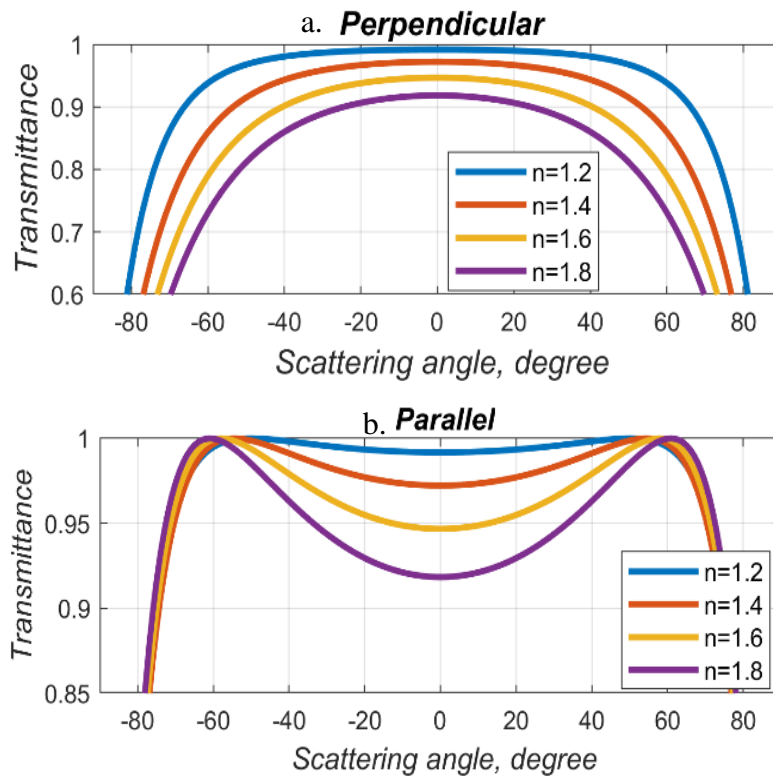 a. Perpendicular
1
0.9
0.8
0.7
0.6
Transmittance
n=1.2
n=1.4
n=1.6
n=1.8
-80 -60 -40 -20 0 20 40 60 80
Scattering angle, degree
b. Parallel
1
0.95
0.9
0.85
Transmittance
n=1.2
n=1.4
n=1.6
n=1.8
-80 -60 -40 -20 0 20 40 60 80
Scattering angle, degree